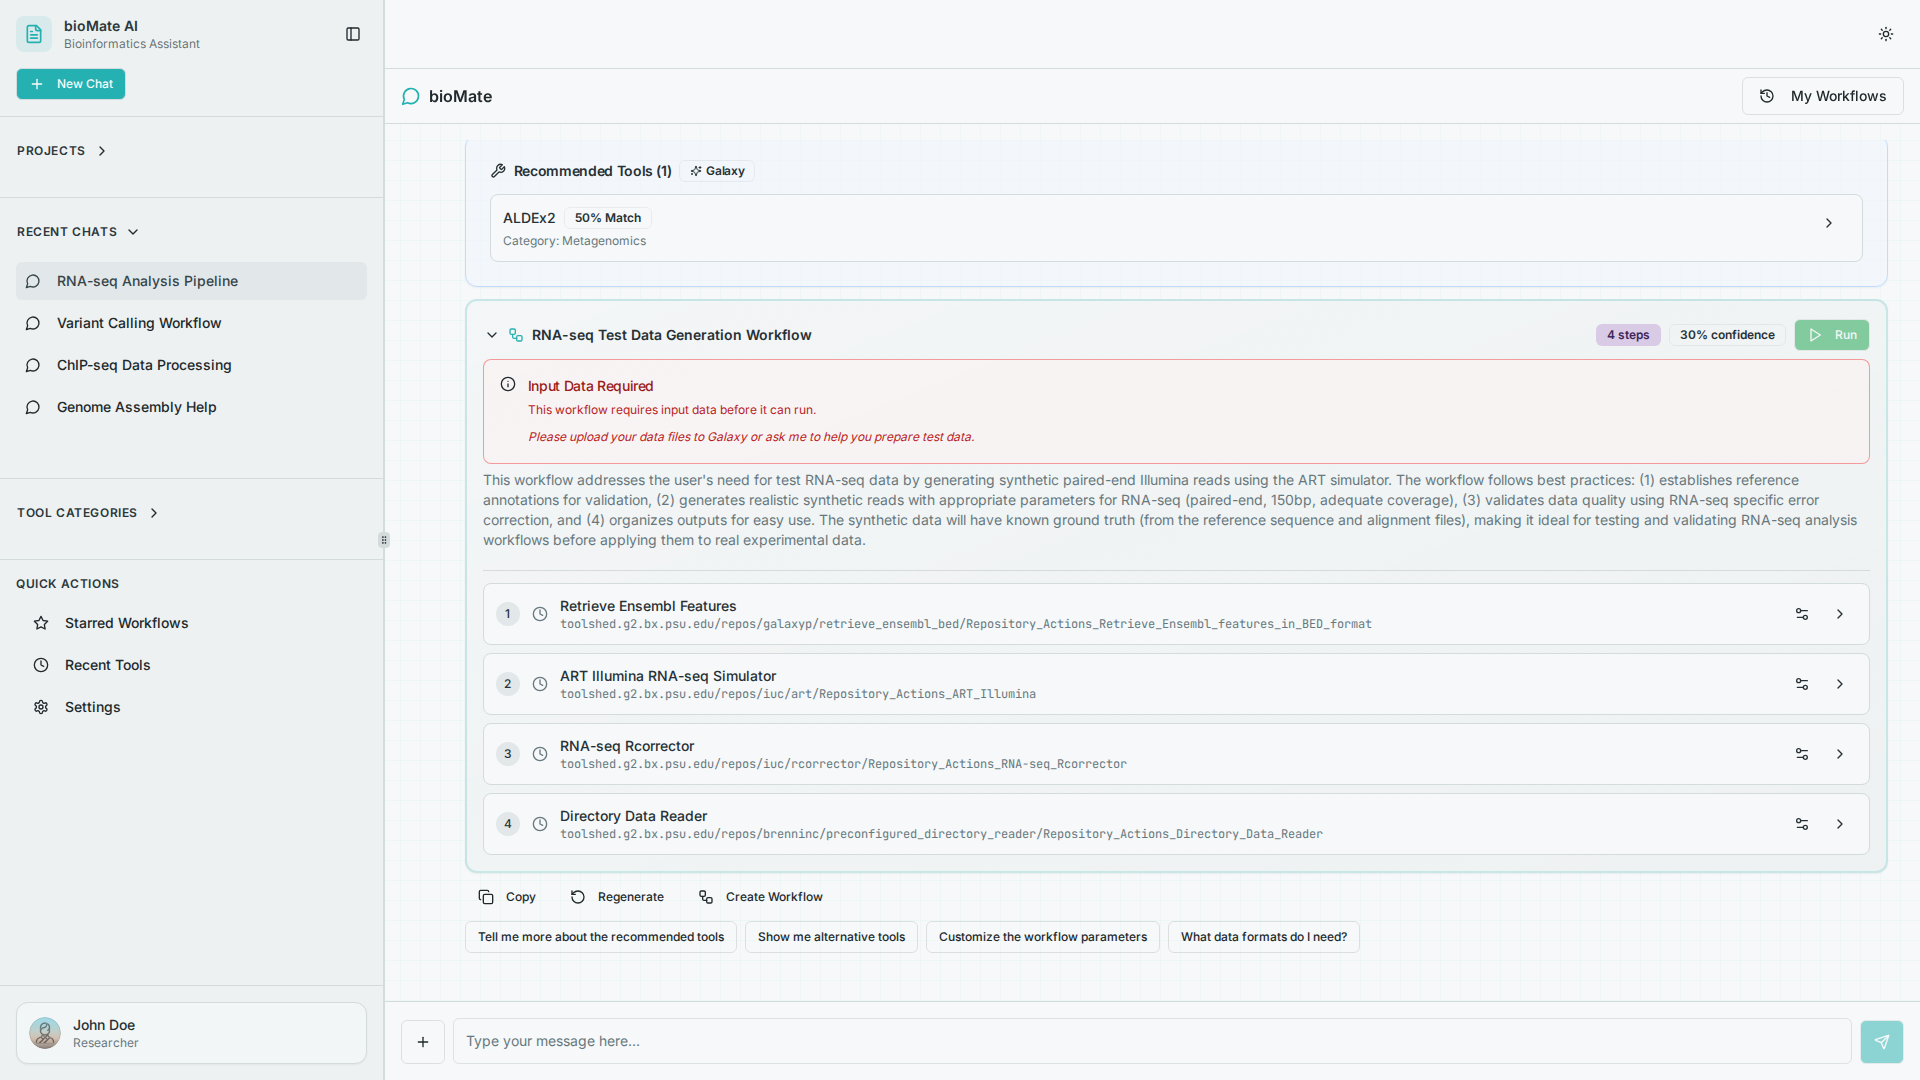 bioMate AI
Bioinformatics Assistant
New Chat
PROJECTS
RECENT CHATS
RNA-seq Analysis Pipeline
Variant Calling Workflow
ChIP-seq Data Processing
Genome Assembly Help
TOOL CATEGORIES
QUICK ACTIONS
Starred Workflows
Recent Tools
Settings
John Doe
Researcher
bioMate
My Workflows
Recommended Tools (1) Galaxy
ALDEx2 50% Match
Category: Metagenomics
RNA-seq Test Data Generation Workflow
4 steps 30% confidence Run
Input Data Required
This workflow requires input data before it can run.
Please upload your data files to Galaxy or ask me to help you prepare test data.
This workflow addresses the user's need for test RNA-seq data by generating synthetic paired-end Illumina reads using the ART simulator. The workflow follows best practices: (1) establishes reference
annotations for validation, (2) generates realistic synthetic reads with appropriate parameters for RNA-seq (paired-end, 150bp, adequate coverage), (3) validates data quality using RNA-seq specific error
correction, and (4) organizes outputs for easy use. The synthetic data will have known ground truth (from the reference sequence and alignment files), making it ideal for testing and validating RNA-seq analysis
workflows before applying them to real experimental data.
1 Retrieve Ensembl Features
toolshed.g2.bx.psu.edu/repos/galaxyp/retrieve_ensembl_bed/Repository_Actions_Retrieve_Ensembl_features_in_BED_format
2 ART Illumina RNA-seq Simulator
toolshed.g2.bx.psu.edu/repos/iuc/art/Repository_Actions_ART_Illumina
3 RNA-seq Rcorrector
toolshed.g2.bx.psu.edu/repos/iuc/rcorrector/Repository_Actions_RNA-seq_Rcorrector
4 Directory Data Reader
toolshed.g2.bx.psu.edu/repos/brenninc/preconfigured_directory_reader/Repository_Actions_Directory_Data_Reader
Copy Regenerate Create Workflow
Tell me more about the recommended tools Show me alternative tools Customize the workflow parameters What data formats do I need?
Type your message here...